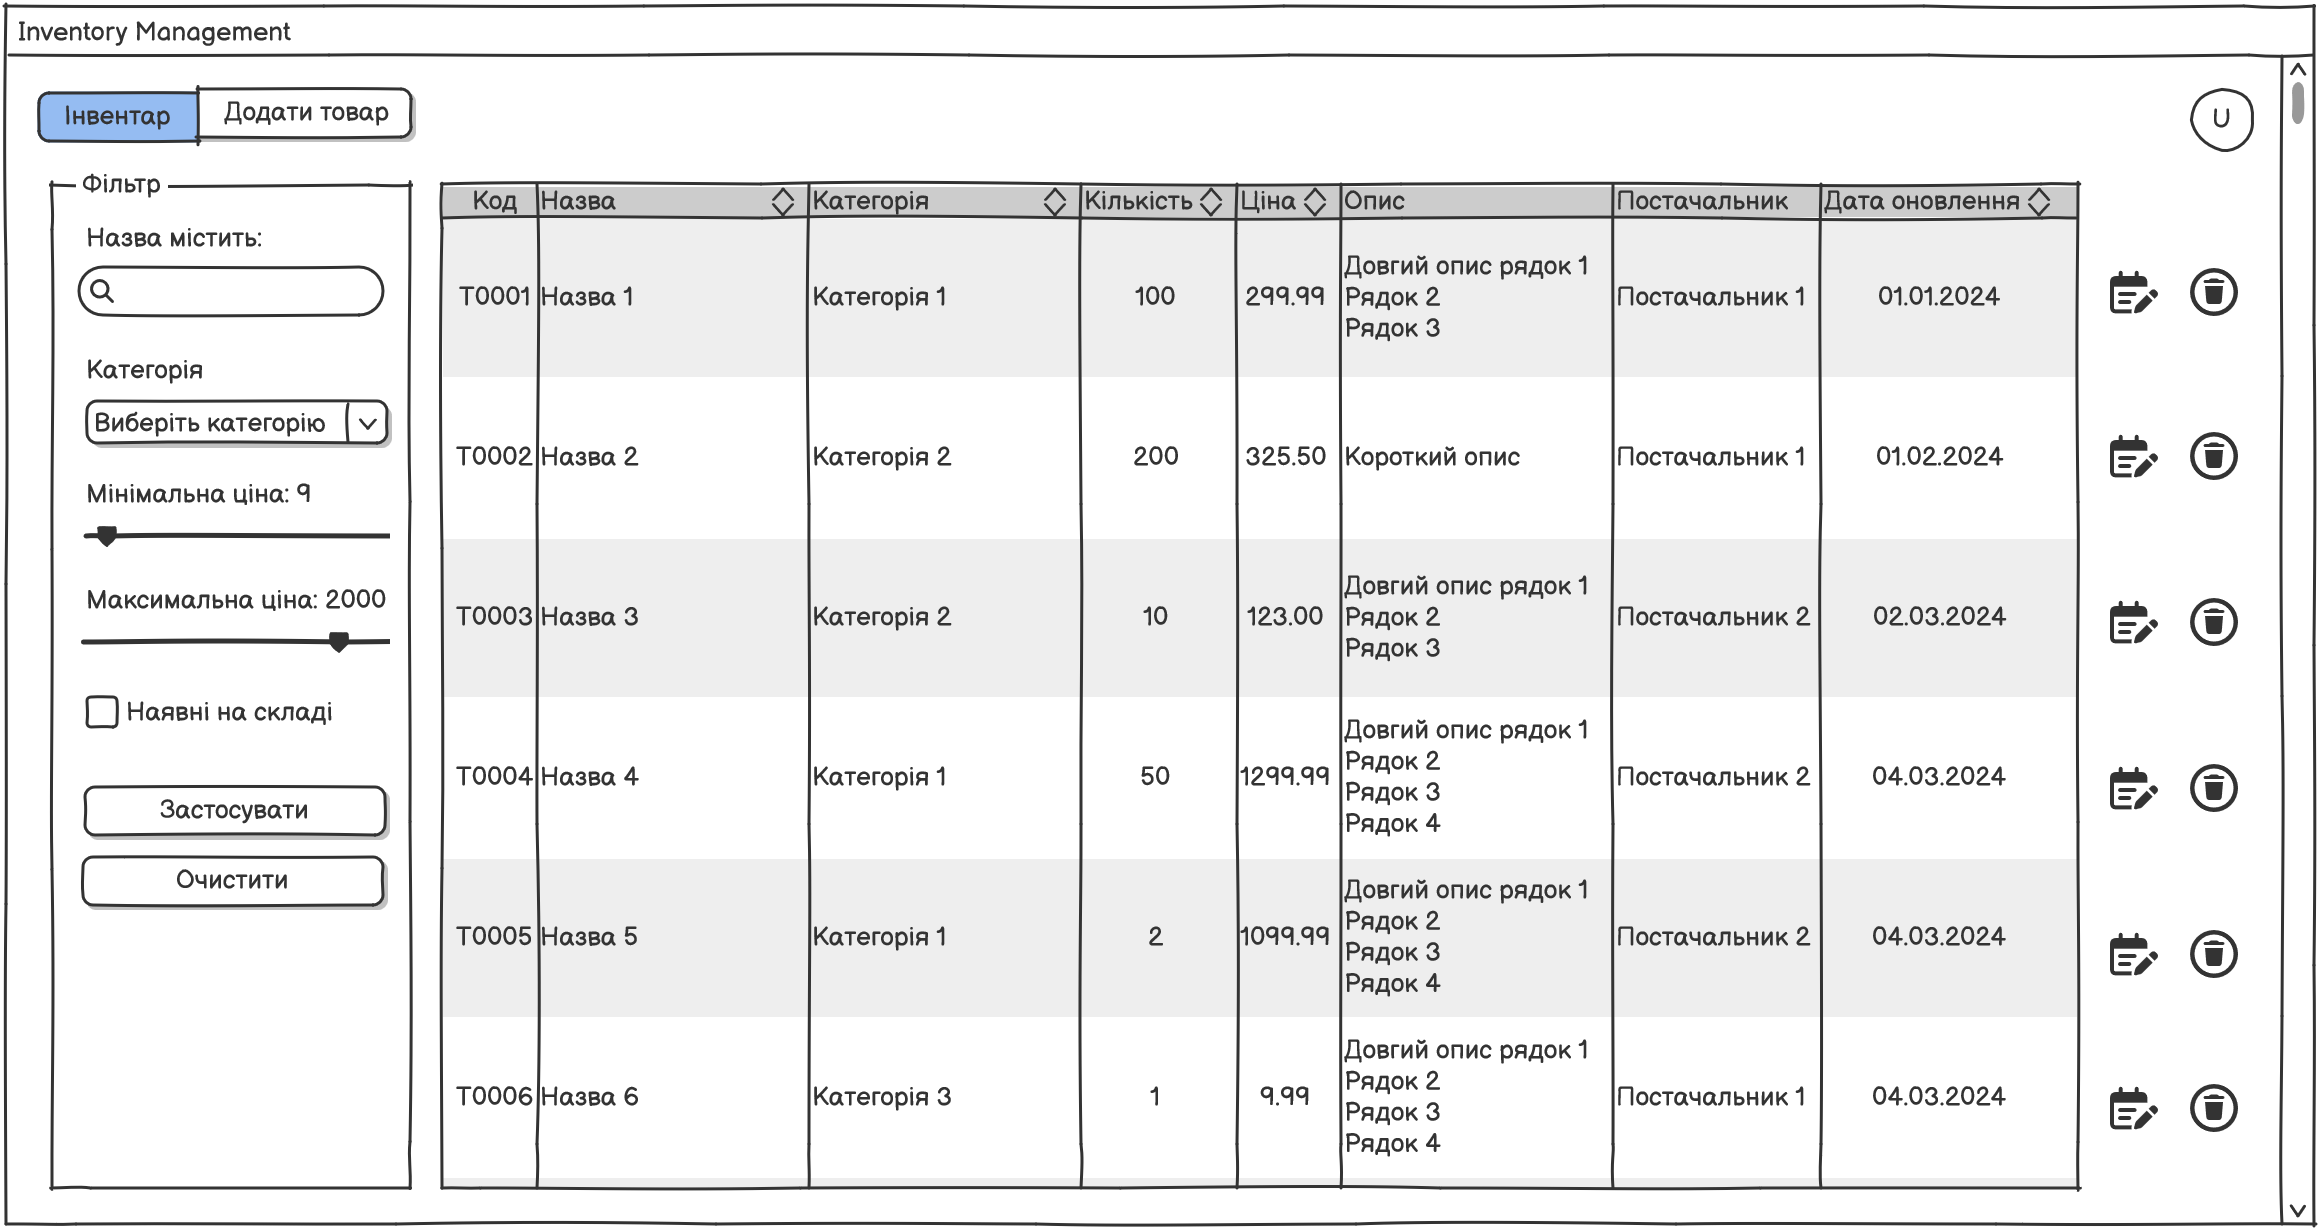 Inventory Management
Інвентар
Додати товар
U
Фільтр
Назва містить:
Категорія
Виберіть категорію
Мінімальна ціна: 9
Максимальна ціна: 2000
Наявні на складі
Застосувати
Очистити
Код Назва Категорія Кількість Ціна Опис Постачальник Дата оновлення
T0001 Назва 1 Категорія 1 100 299.99 Довгий опис рядок 1
Рядок 2
Рядок 3
Постачальник 1 01.01.2024
T0002 Назва 2 Категорія 2 200 325.50 Короткий опис Постачальник 1 01.02.2024
T0003 Назва 3 Категорія 2 10 123.00 Довгий опис рядок 1
Рядок 2
Рядок 3
Постачальник 2 02.03.2024
T0004 Назва 4 Категорія 1 50 1299.99 Довгий опис рядок 1
Рядок 2
Рядок 3
Рядок 4
Постачальник 2 04.03.2024
T0005 Назва 5 Категорія 1 2 1099.99 Довгий опис рядок 1
Рядок 2
Рядок 3
Рядок 4
Постачальник 2 04.03.2024
T0006 Назва 6 Категорія 3 1 9.99 Довгий опис рядок 1
Рядок 2
Рядок 3
Рядок 4
Постачальник 1 04.03.2024